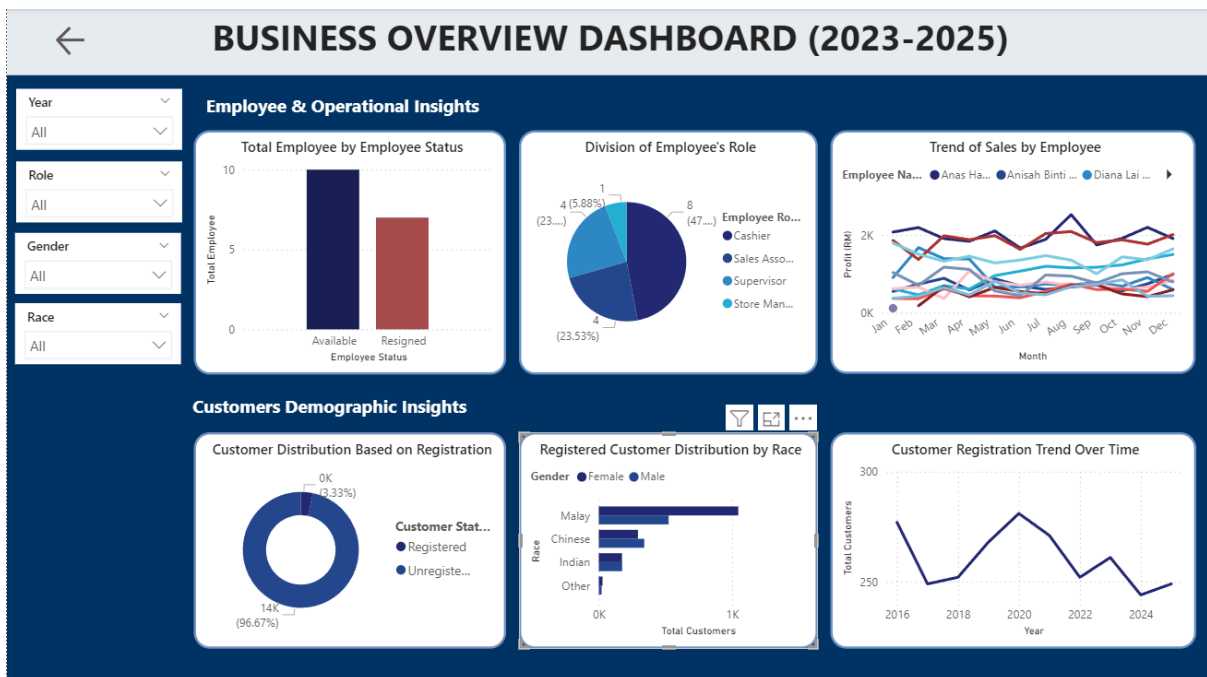 BUSINESS OVERVIEW DASHBOARD (2023-2025)
Year
All
Role
All
Gender
All
Race
All
Employee & Operational Insights
Total Employee by Employee Status
10
5
0
Total Employee
Available
Resigned
Employee Status
Division of Employee's Role
1
(5.88%)
4
(23....)
8
(47....)
4
(23.53%)
Employee Ro...
Cashier
Sales Asso...
Supervisor
Store Man...
Trend of Sales by Employee
Employee Na...
Anas Ha...
Anisah Binti ...
Diana Lai ...
Profit (RM)
2K
0K
Jan
Feb
Mar
Apr
May
Jun
Jul
Aug
Sep
Oct
Nov
Dec
Month
Customers Demographic Insights
Customer Distribution Based on Registration
0K
(3.33%)
14K
(96.67%)
Customer Stat...
Registered
Unregiste...
Registered Customer Distribution by Race
Gender
Female
Male
Race
Malay
Chinese
Indian
Other
0K
1K
Total Customers
Customer Registration Trend Over Time
300
250
Total Customers
2016
2018
2020
2022
2024
Year